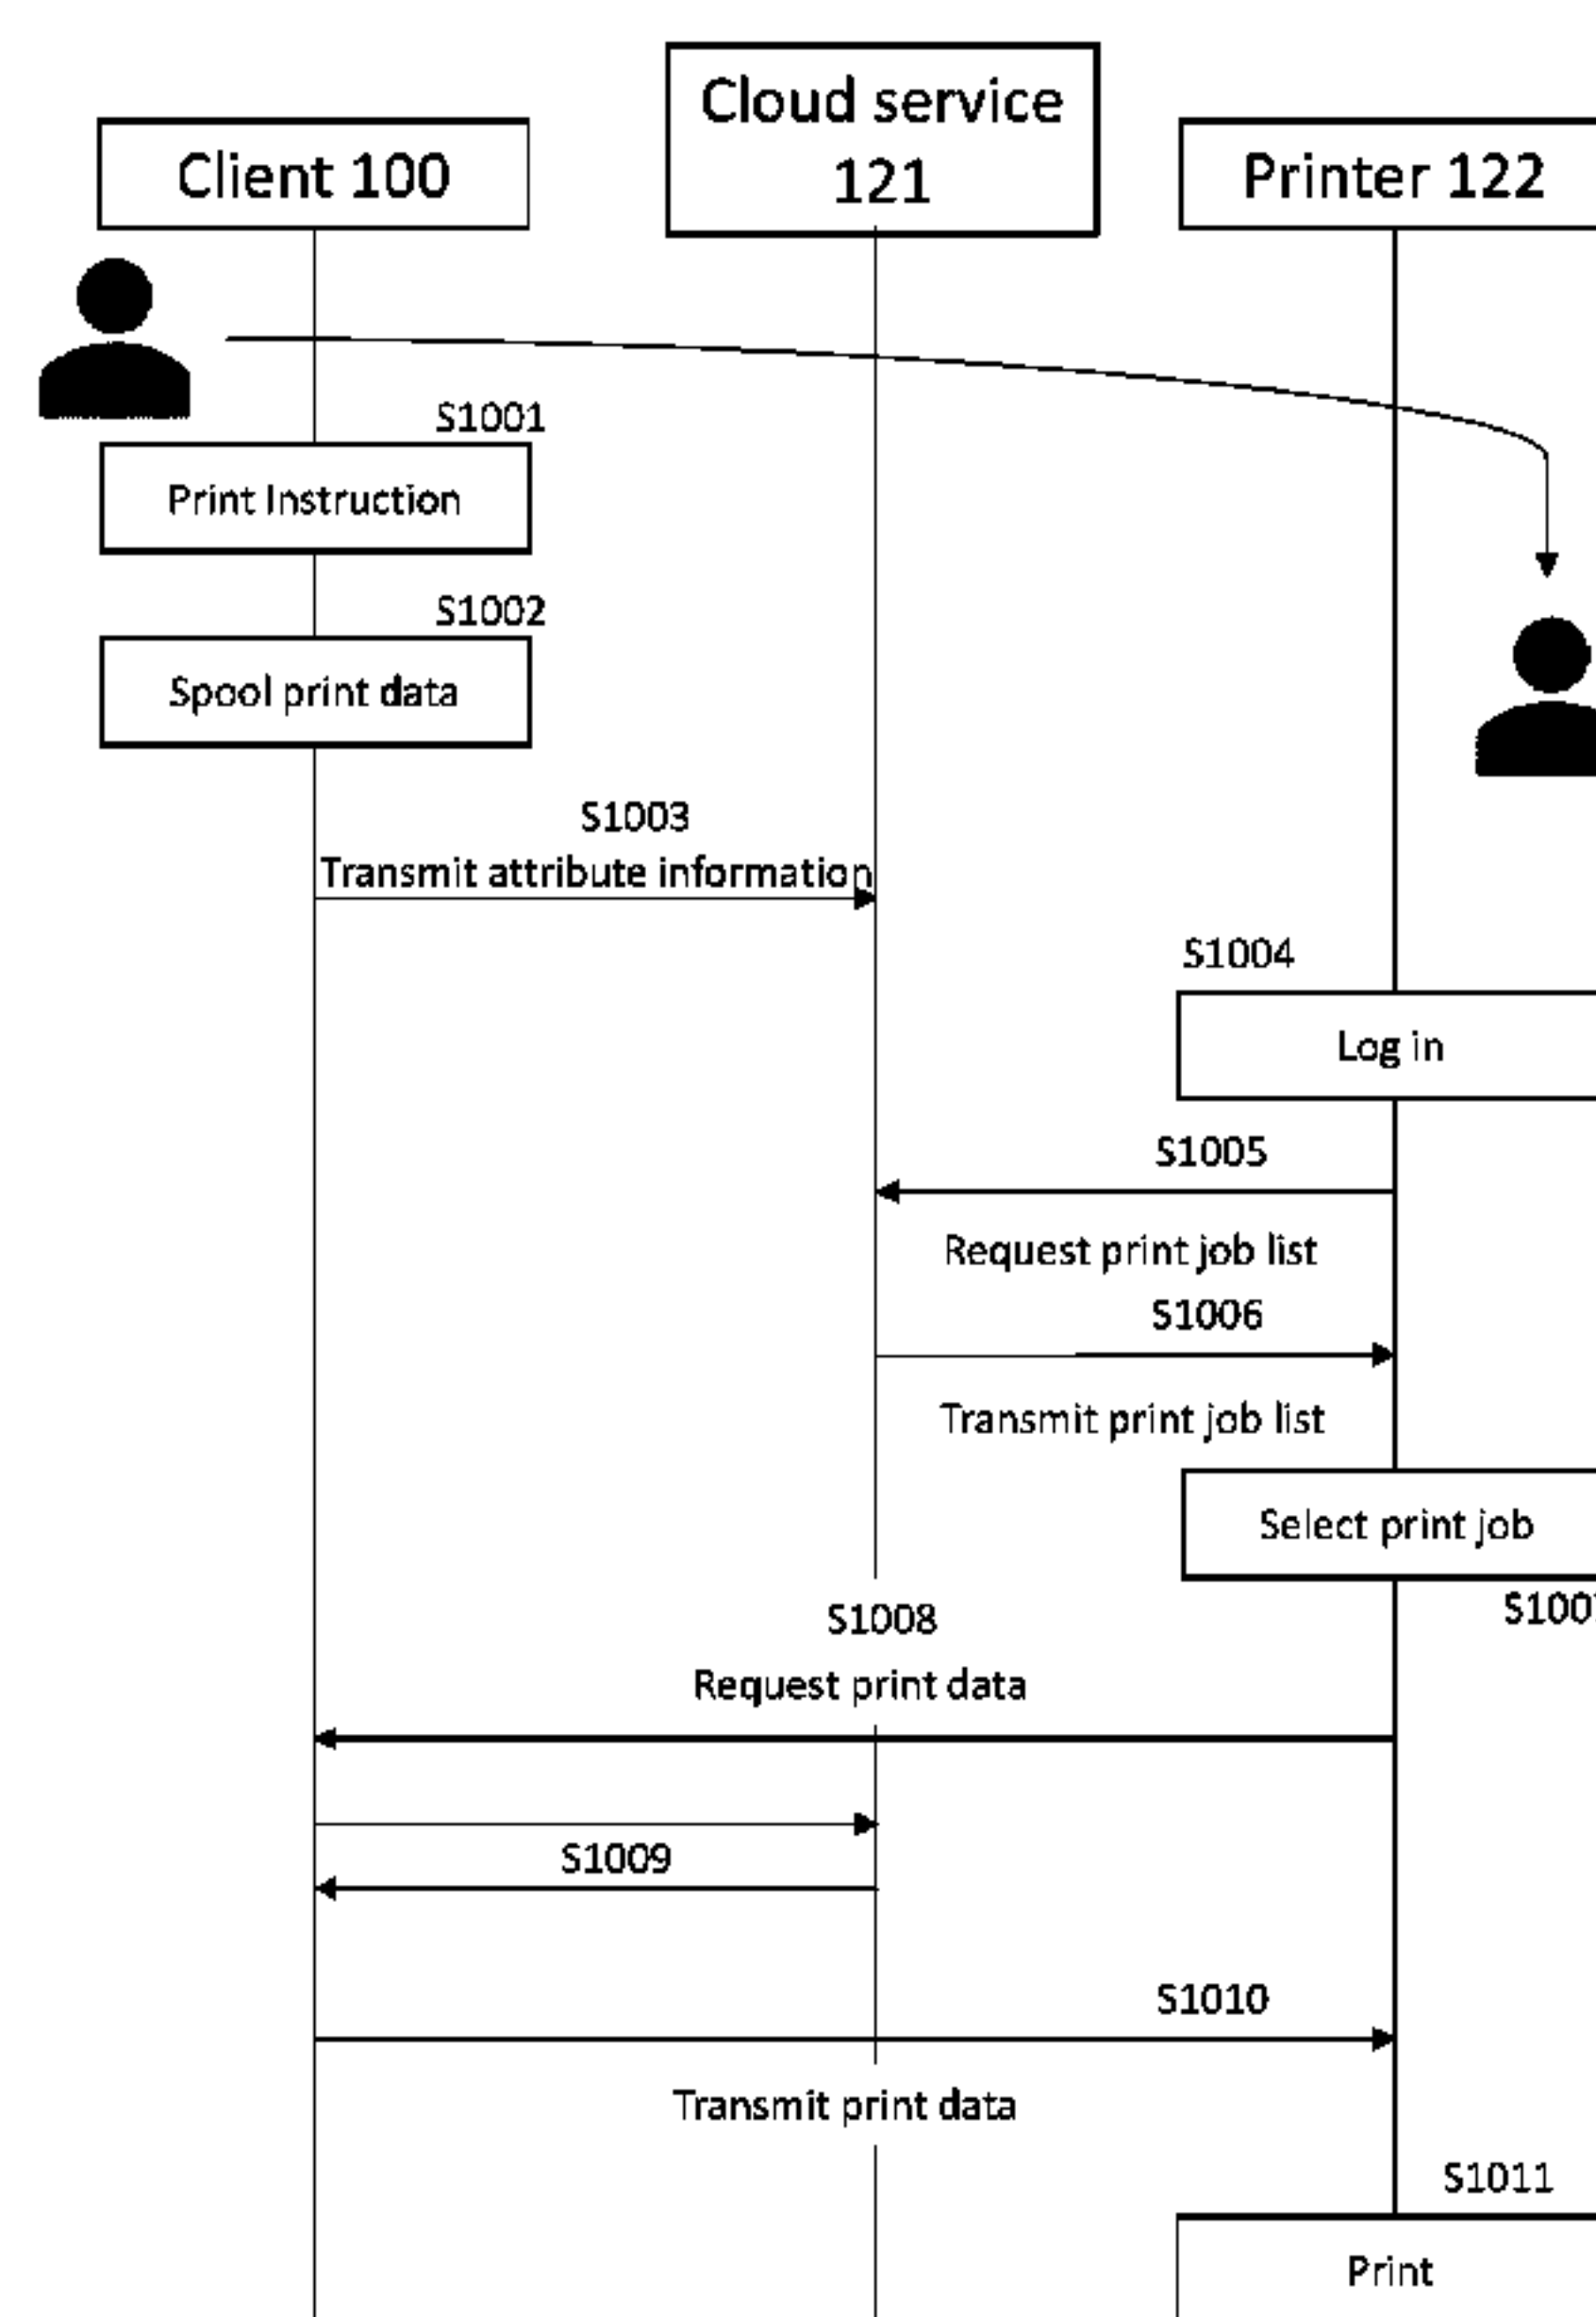 Cloud service
121
Client 100
Printer 122
S1001
Print Instruction
S1002
Spool print data
S1003
Transmit attribute information
S1004
Log in
S1005
Request print job list
S1006
Transmit print job list
Select print job
S1008
Request print data
S1009
S1010
Transmit print data
S1011
Print